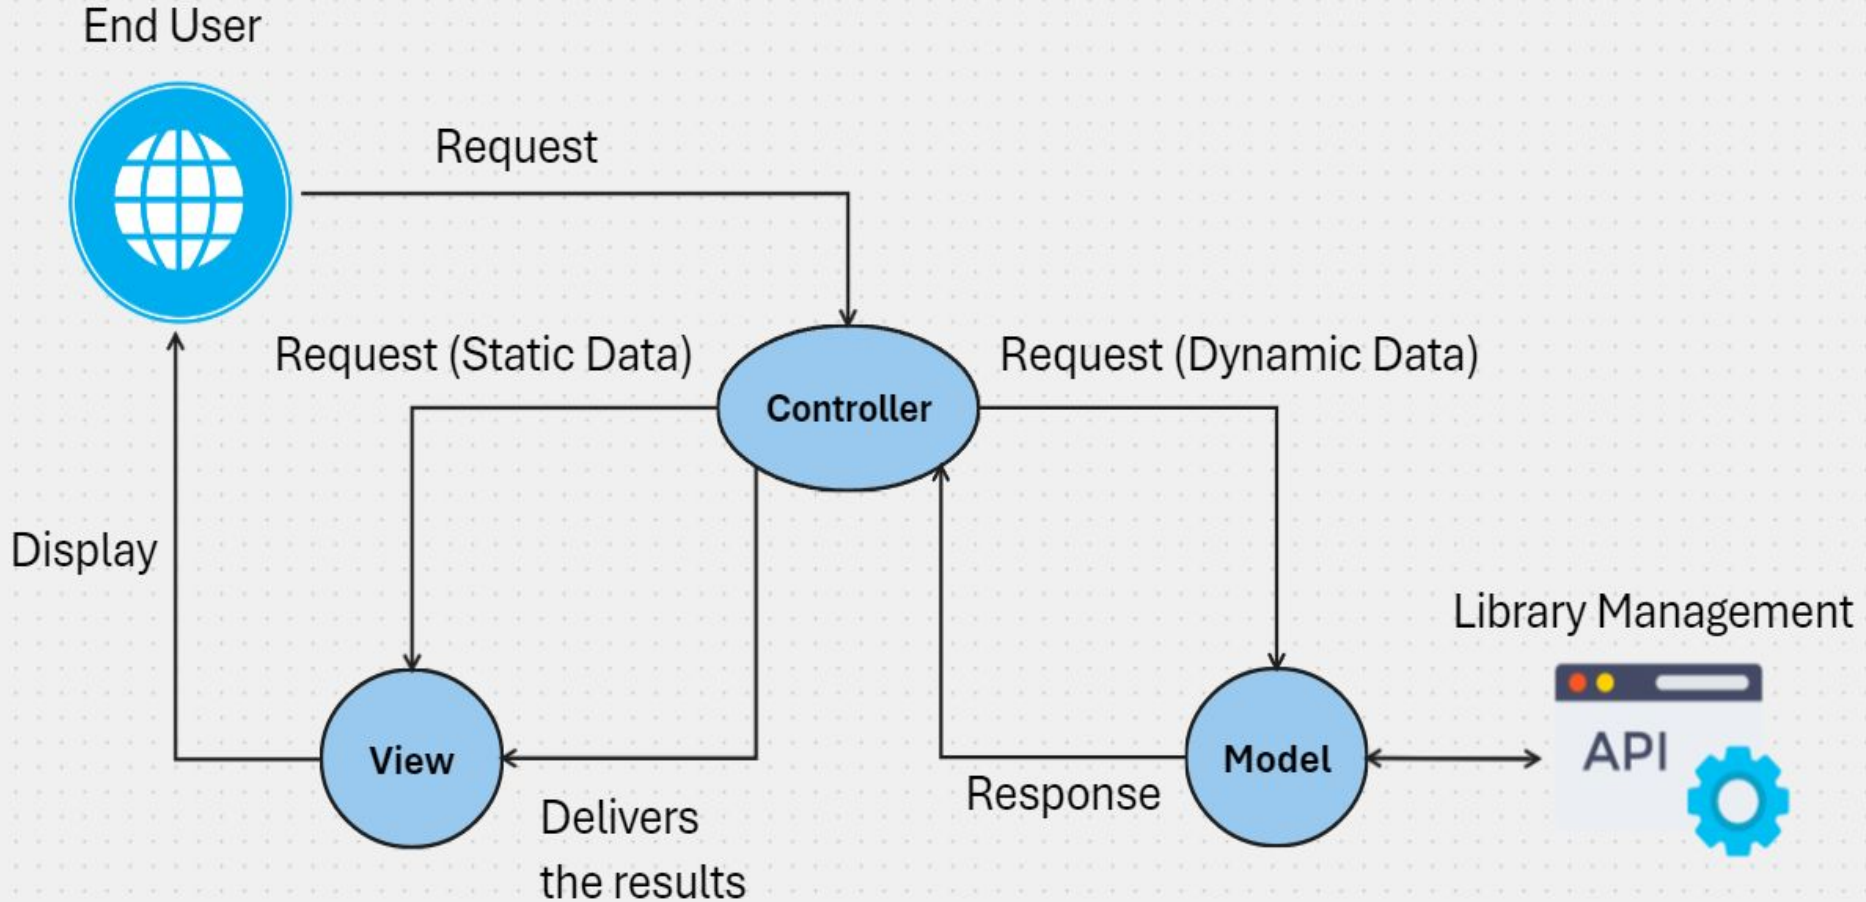 End User
Request
Request (Static Data)
Request (Dynamic Data)
Controller
Display
Library Management
API
View
Model
Response
Delivers
the results